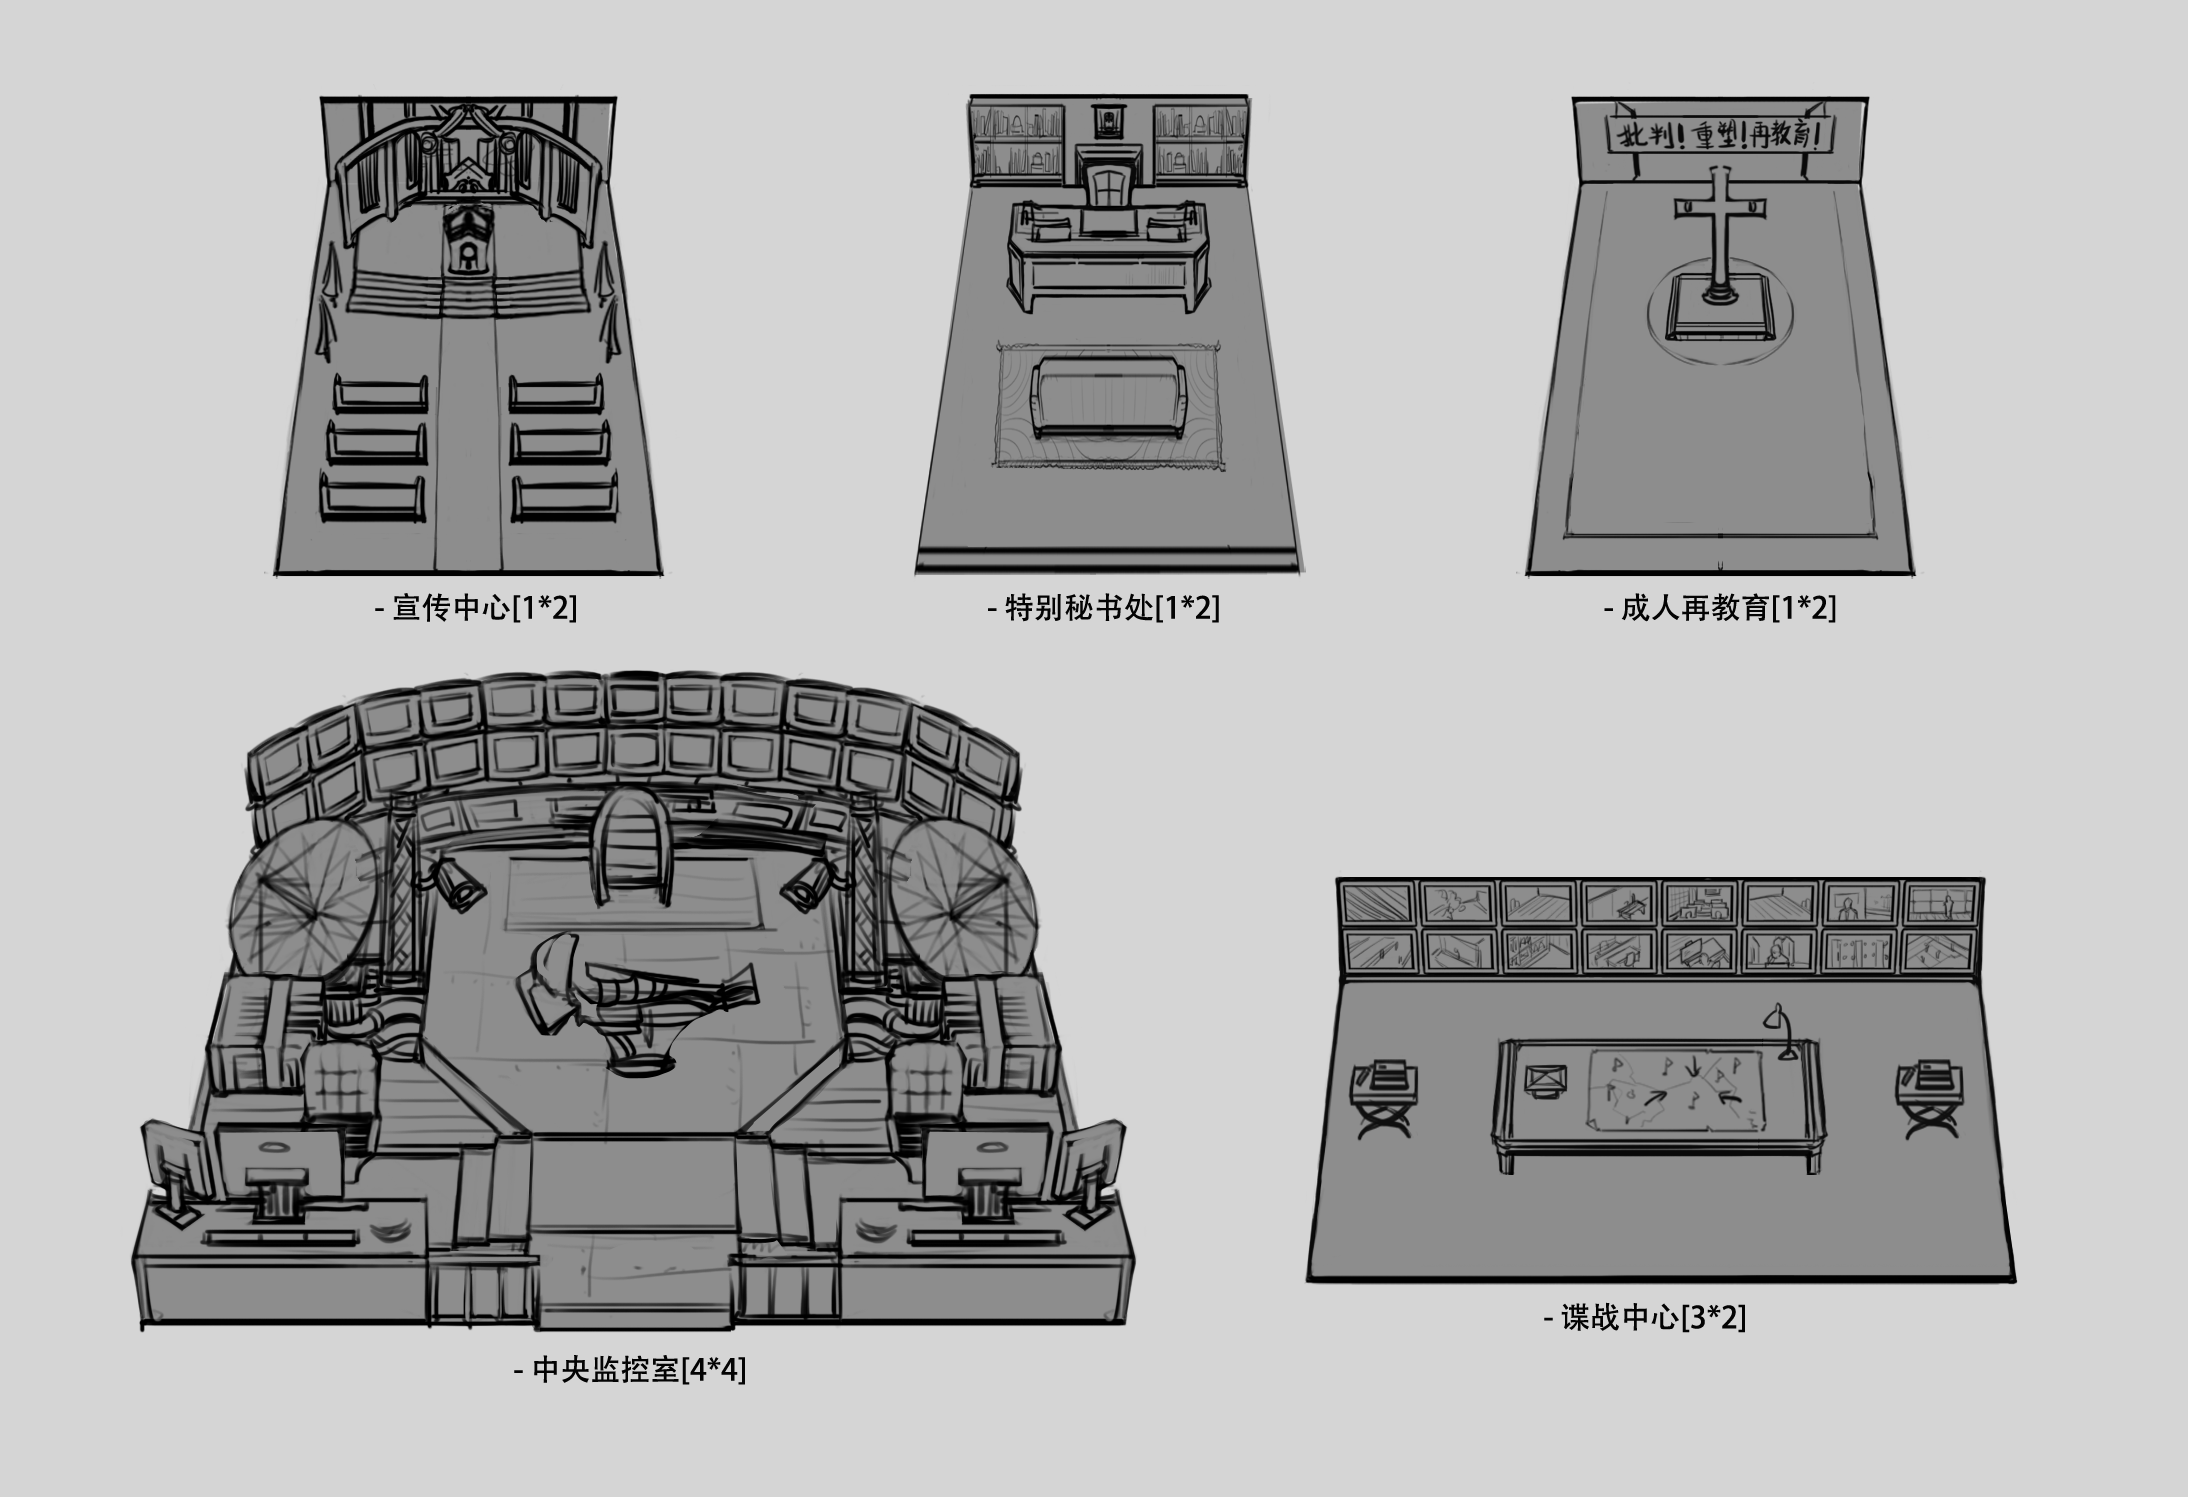 批判!重塑!再教育!
- 宣传中心[1*2]
- 特别秘书处[1*2]
- 成人再教育[1*2]
- 中央监控室[4*4]
- 谍战中心[3*2]